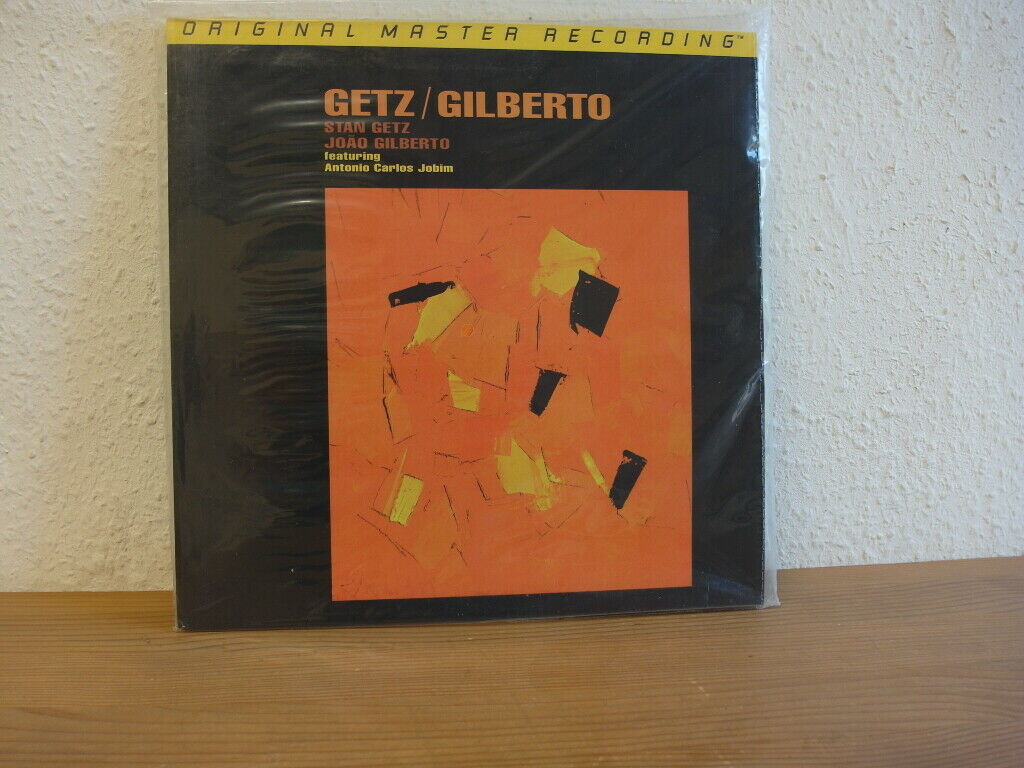 ORIGINAL MASTER RECORDING™
GETZ/GILBERTO
STAN GETZ
JOÃO GILBERTO
featuring
Antonio Carlos Jobim